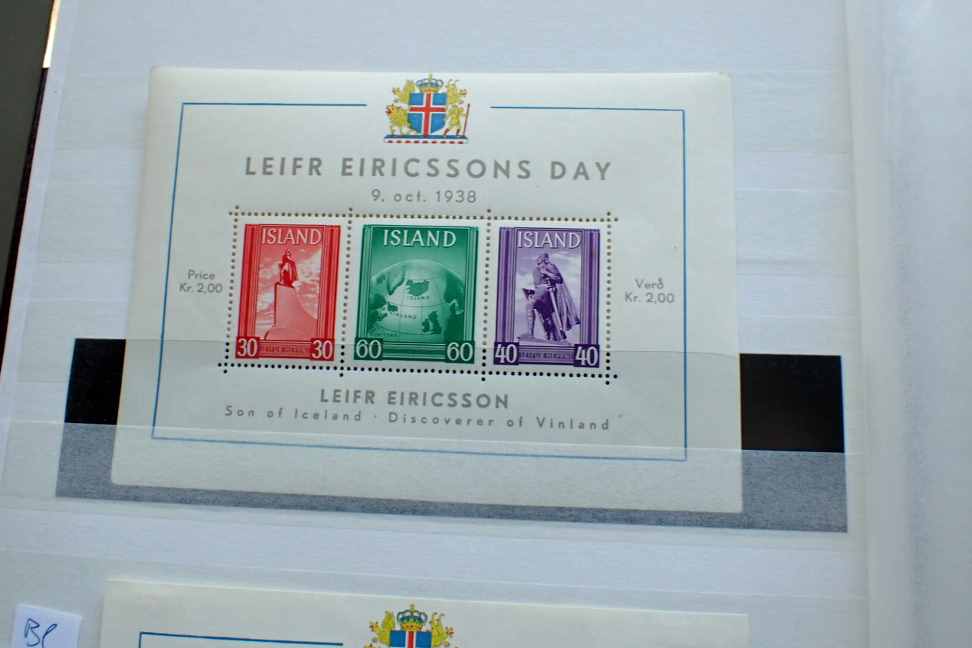 LEIFR EIRICSSONS DAY
9. oct. 1938
Price
Kr. 2,00
ISLAND
30 30
ISLAND
ISLAND
60 60
ISLAND
40 40
Verð
Kr. 2,00
LEIFR EIRICSSON
Son of Iceland · Discoverer of Vinland